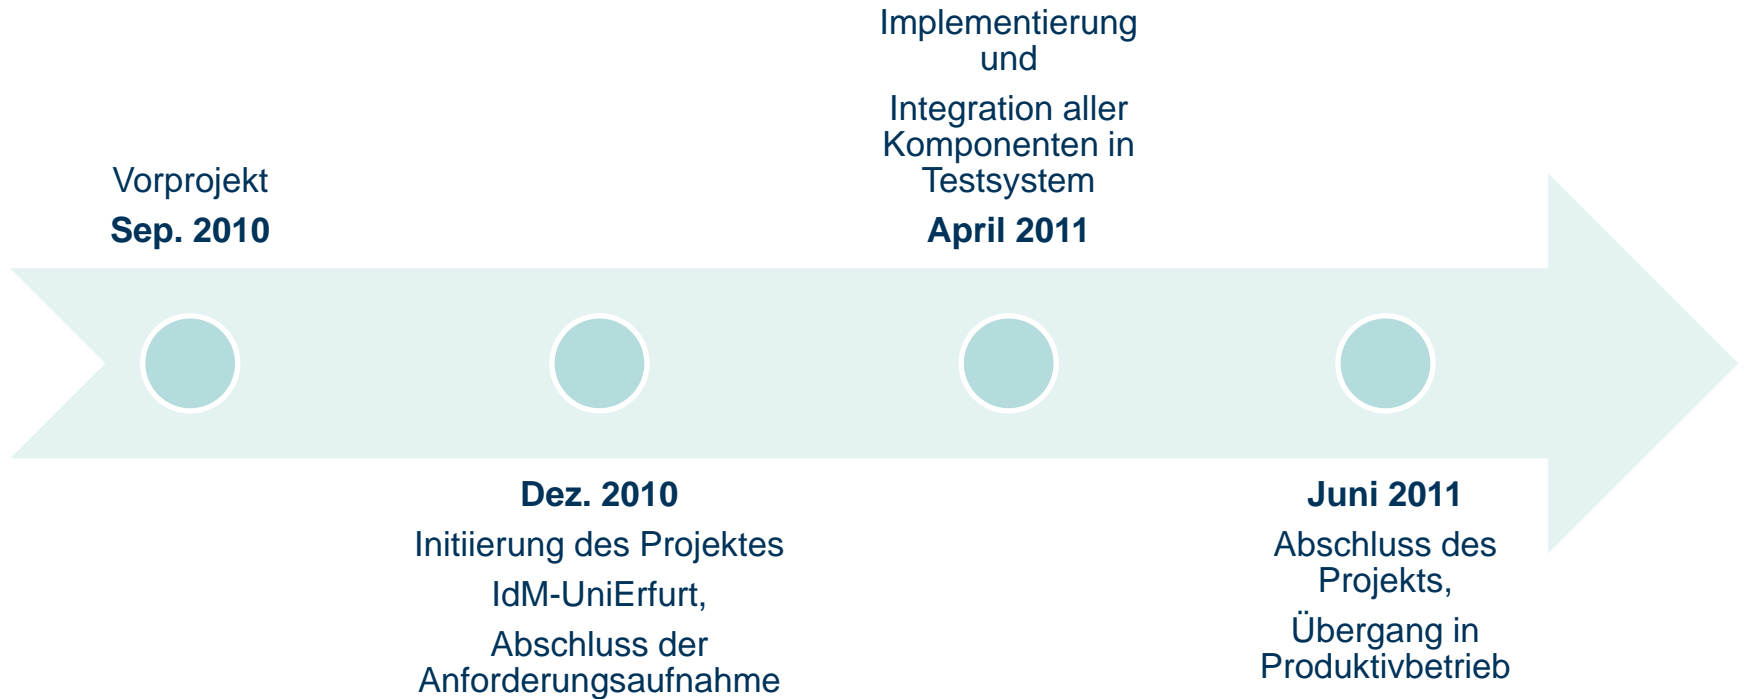 Vorprojekt
Sep. 2010
Dez. 2010
Initiierung des Projektes
IdM-UniErfurt,
Abschluss der
Anforderungsaufnahme
Implementierung
und
Integration aller
Komponenten in
Testsystem
April 2011
Juni 2011
Abschluss des
Projekts,
Übergang in
Produktivbetrieb